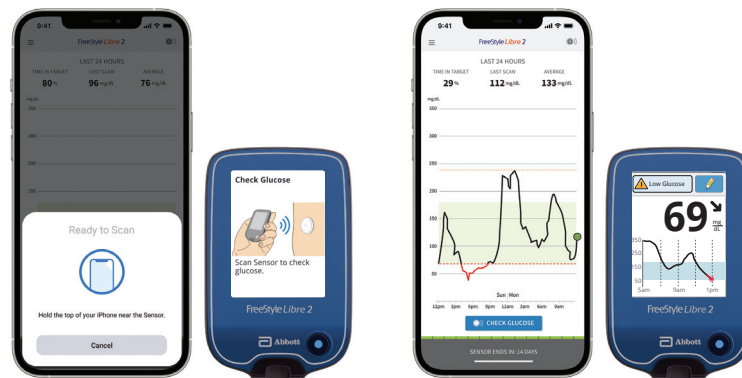 9:41
FreeStyle Libre 2
LAST 24 HOURS
TIME IN TARGET
LAST SCAN
AVERAGE
80 %
96 mg/dL
76 mg/dL
mg/dL
350
300
250
200
Ready to Scan
Hold the top of your iPhone near the Sensor.
Cancel
Check Glucose
Scan Sensor to check
glucose.
FreeStyle Libre 2
Abbott
9:41
FreeStyle Libre 2
LAST 24 HOURS
TIME IN TARGET
LAST SCAN
AVERAGE
29 %
112 mg/dL
133 mg/dL
mg/dL
350
300
250
200
150
100
50
Sun Mon
12pm 3pm 6pm 9pm 12am 3am 6am 9am
CHECK GLUCOSE
SENSOR ENDS IN: 14 DAYS
Low Glucose
69 mg/dL
350
250
150
50
5am 9am 1pm
FreeStyle Libre 2
Abbott